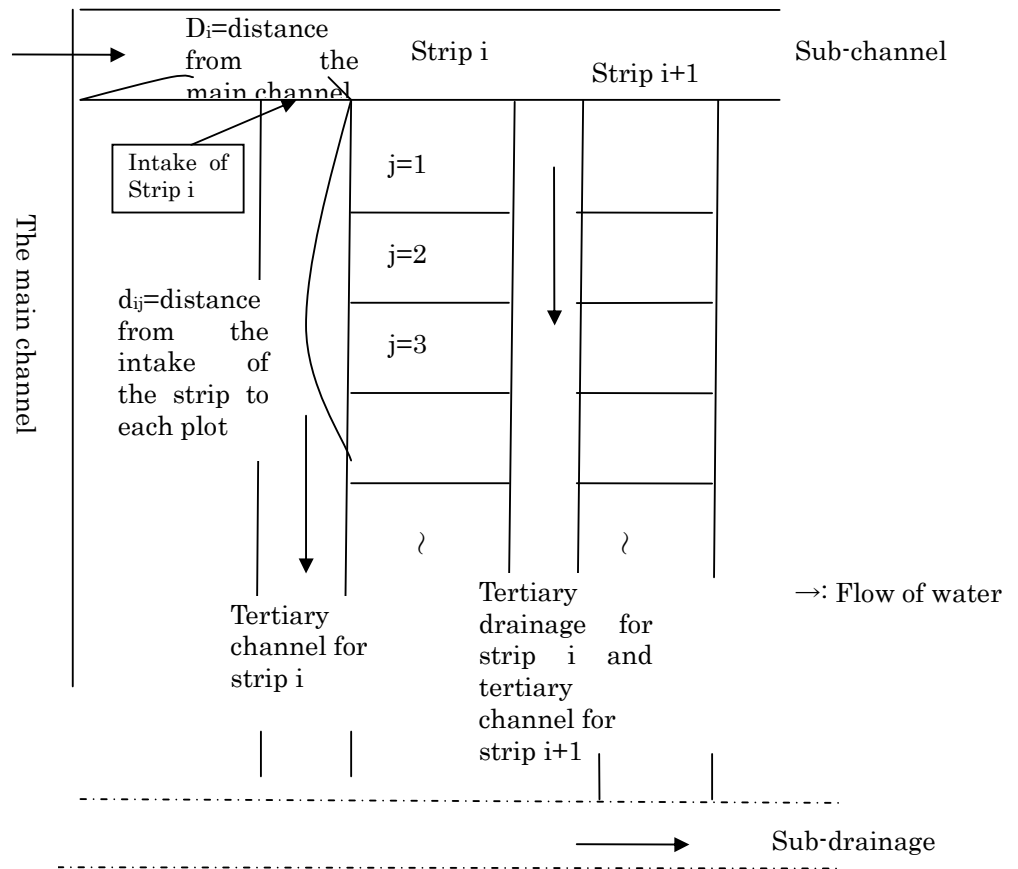 Dᵢ=distance
from the
main channel
Strip i
Strip i+1
Sub-channel
Intake of
Strip i
j=1
j=2
j=3
The main channel
dᵢⱼ=distance
from the
intake of
the strip to
each plot
~
~
Tertiary
channel for
strip i
Tertiary
drainage for
strip i and
tertiary
channel for
strip i+1
→: Flow of water
Sub-drainage